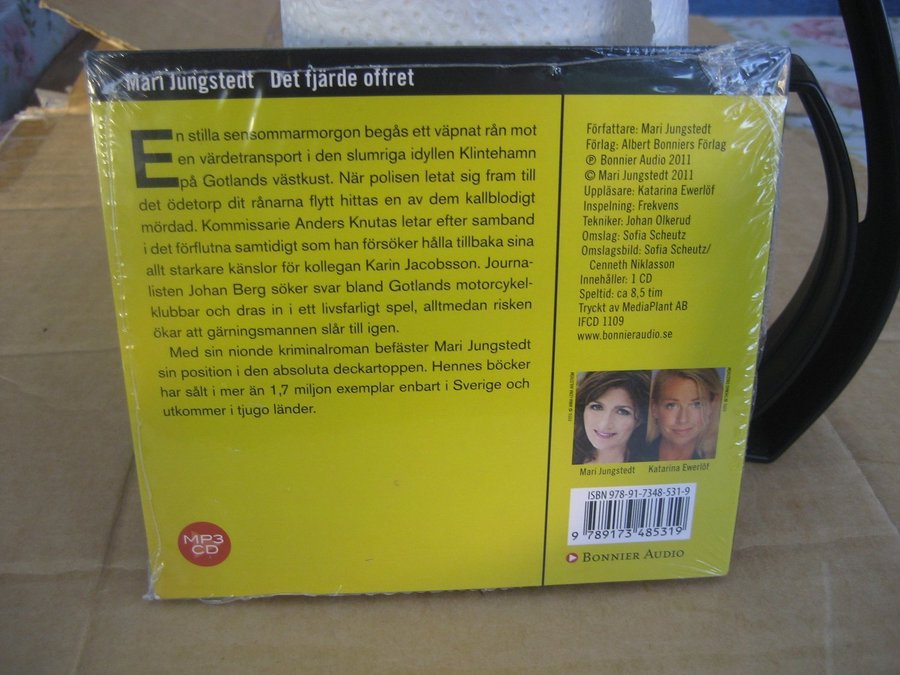 Mari Jungstedt Det fjärde offret
En stilla sensommarmorgon begås ett väpnat rån mot
en värdetransport i den slumriga idyllen Klintehamn
på Gotlands västkust. När polisen letat sig fram till
det ödetorp dit rånarna flytt hittas en av dem kallblodigt
mördad. Kommissarie Anders Knutas letar efter samband
i det förflutna samtidigt som han försöker hålla tillbaka sina
allt starkare känslor för kollegan Karin Jacobsson. Journa-
listen Johan Berg söker svar bland Gotlands motorcykel-
klubbar och dras in i ett livsfarligt spel, alltmedan risken
ökar att gärningsmannen slår till igen.
Med sin nionde kriminalroman befäster Mari Jungstedt
sin position i den absoluta deckartoppen. Hennes böcker
har sålt i mer än 1,7 miljon exemplar enbart i Sverige och
utkommer i tjugo länder.
MP3
CD
Författare: Mari Jungstedt
Förlag: Albert Bonniers Förlag
℗ Bonnier Audio 2011
© Mari Jungstedt 2011
Uppläsare: Katarina Ewerlöf
Inspelning: Frekvens
Tekniker: Johan Olkerud
Omslag: Sofia Scheutz
Omslagsbild: Sofia Scheutz/
Cenneth Niklasson
Innehåller: 1 CD
Speltid: ca 8,5 tim
Tryckt av MediaPlant AB
IFCD 1109
www.bonnieraudio.se
Mari Jungstedt Katarina Ewerlöf
ISBN 978-91-7348-531-9
9 789173 485319
BONNIER AUDIO